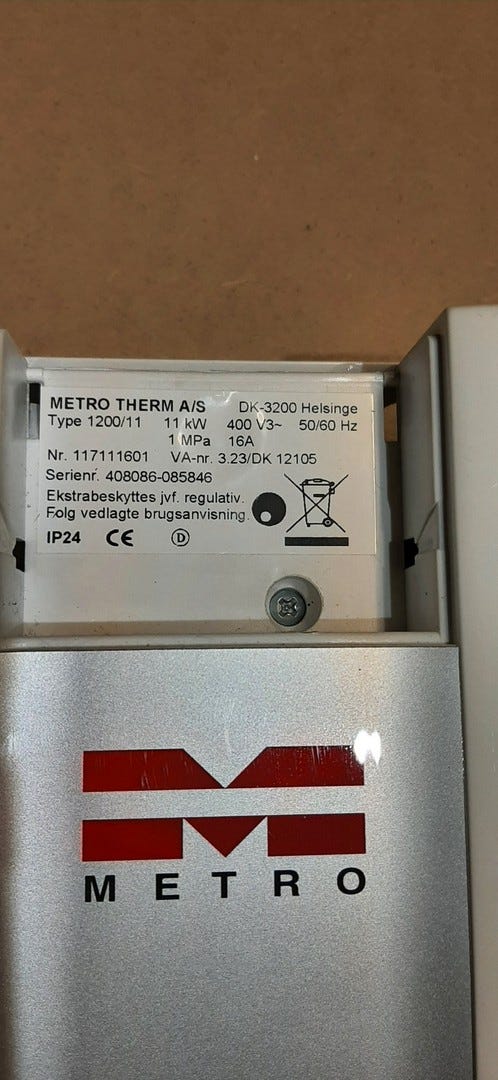 METRO THERM A/S DK-3200 Helsinge
Type 1200/11 11 kW 400 V3~ 50/60 Hz
1 MPa 16A
Nr. 117111601 VA-nr. 3.23/DK 12105
Serienr. 408086-085846
Ekstrabeskyttes jvf. regulativ.
Følg vedlagte brugsanvisning.
IP24 CE D
METRO